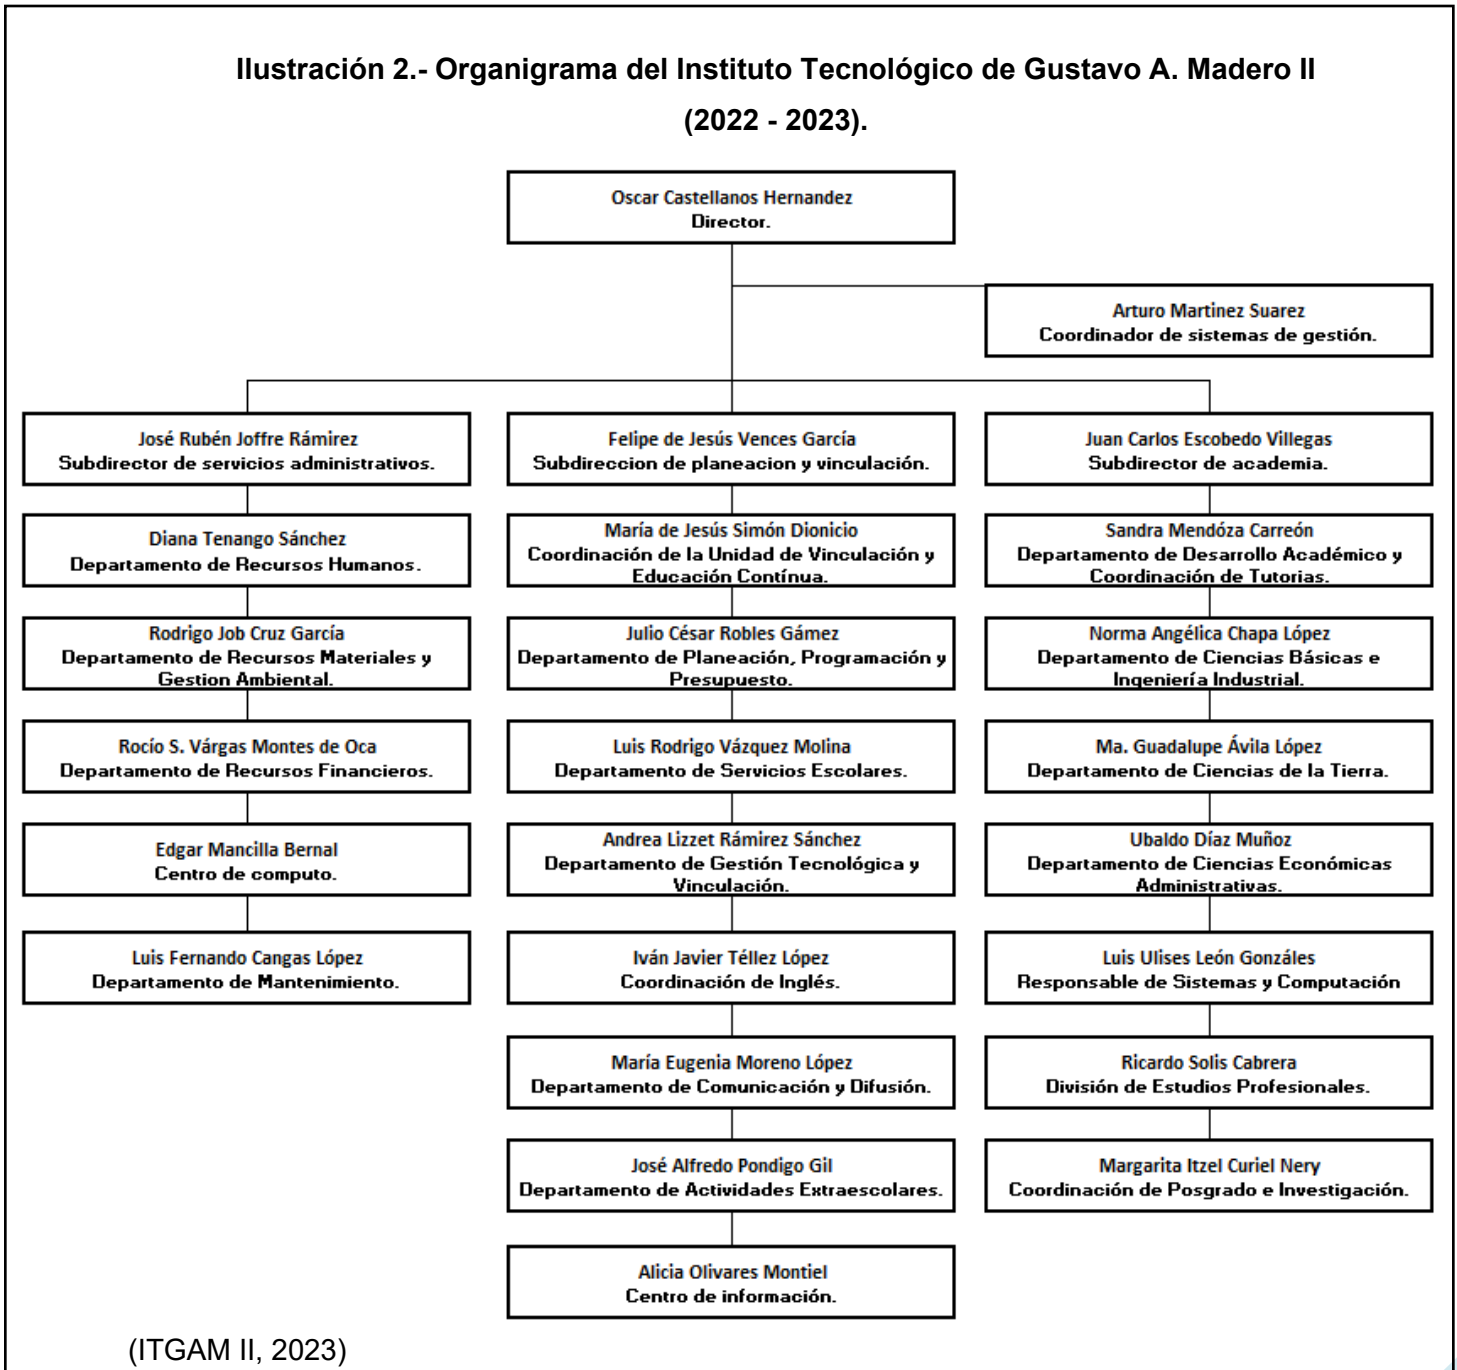 Ilustración 2.- Organigrama del Instituto Tecnológico de Gustavo A. Madero II
(2022 - 2023).
Oscar Castellanos Hernandez
Director.
Arturo Martinez Suarez
Coordinador de sistemas de gestión.
José Rubén Joffre Rámirez
Subdirector de servicios administrativos.
Felipe de Jesús Vences García
Subdireccion de planeacion y vinculación.
Juan Carlos Escobedo Villegas
Subdirector de academia.
Diana Tenango Sánchez
Departamento de Recursos Humanos.
María de Jesús Simón Dionicio
Coordinación de la Unidad de Vinculación y
Educación Contínua.
Sandra Mendóza Carreón
Departamento de Desarrollo Académico y
Coordinación de Tutorias.
Rodrigo Job Cruz García
Departamento de Recursos Materiales y
Gestion Ambiental.
Julio César Robles Gámez
Departamento de Planeación, Programación y
Presupuesto.
Norma Angélica Chapa López
Departamento de Ciencias Básicas e
Ingeniería Industrial.
Rocío S. Várgas Montes de Oca
Departamento de Recursos Financieros.
Luis Rodrigo Vázquez Molina
Departamento de Servicios Escolares.
Ma. Guadalupe Ávila López
Departamento de Ciencias de la Tierra.
Edgar Mancilla Bernal
Centro de computo.
Andrea Lizzet Rámirez Sánchez
Departamento de Gestión Tecnológica y
Vinculación.
Ubaldo Díaz Muñoz
Departamento de Ciencias Económicas
Administrativas.
Luis Fernando Cangas López
Departamento de Mantenimiento.
Iván Javier Téllez López
Coordinación de Inglés.
Luis Ulises León Gonzáles
Responsable de Sistemas y Computación
María Eugenia Moreno López
Departamento de Comunicación y Difusión.
Ricardo Solis Cabrera
División de Estudios Profesionales.
José Alfredo Pondigo Gil
Departamento de Actividades Extraescolares.
Margarita Itzel Curiel Nery
Coordinación de Posgrado e Investigación.
Alicia Olivares Montiel
Centro de información.
(ITGAM II, 2023)